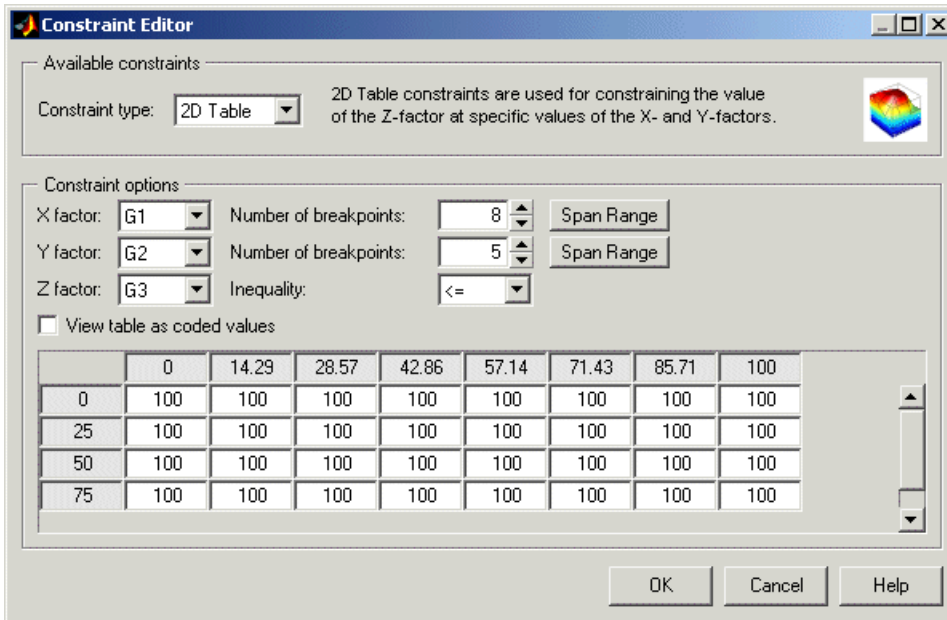 Constraint Editor
Available constraints
Constraint type: 2D Table 2D Table constraints are used for constraining the value
of the Z-factor at specific values of the X- and Y-factors.
Constraint options
X factor: G1 Number of breakpoints: 8 Span Range
Y factor: G2 Number of breakpoints: 5 Span Range
Z factor: G3 Inequality: <=
View table as coded values
0 14.29 28.57 42.86 57.14 71.43 85.71 100
0 100 100 100 100 100 100 100 100
25 100 100 100 100 100 100 100 100
50 100 100 100 100 100 100 100 100
75 100 100 100 100 100 100 100 100
OK Cancel Help